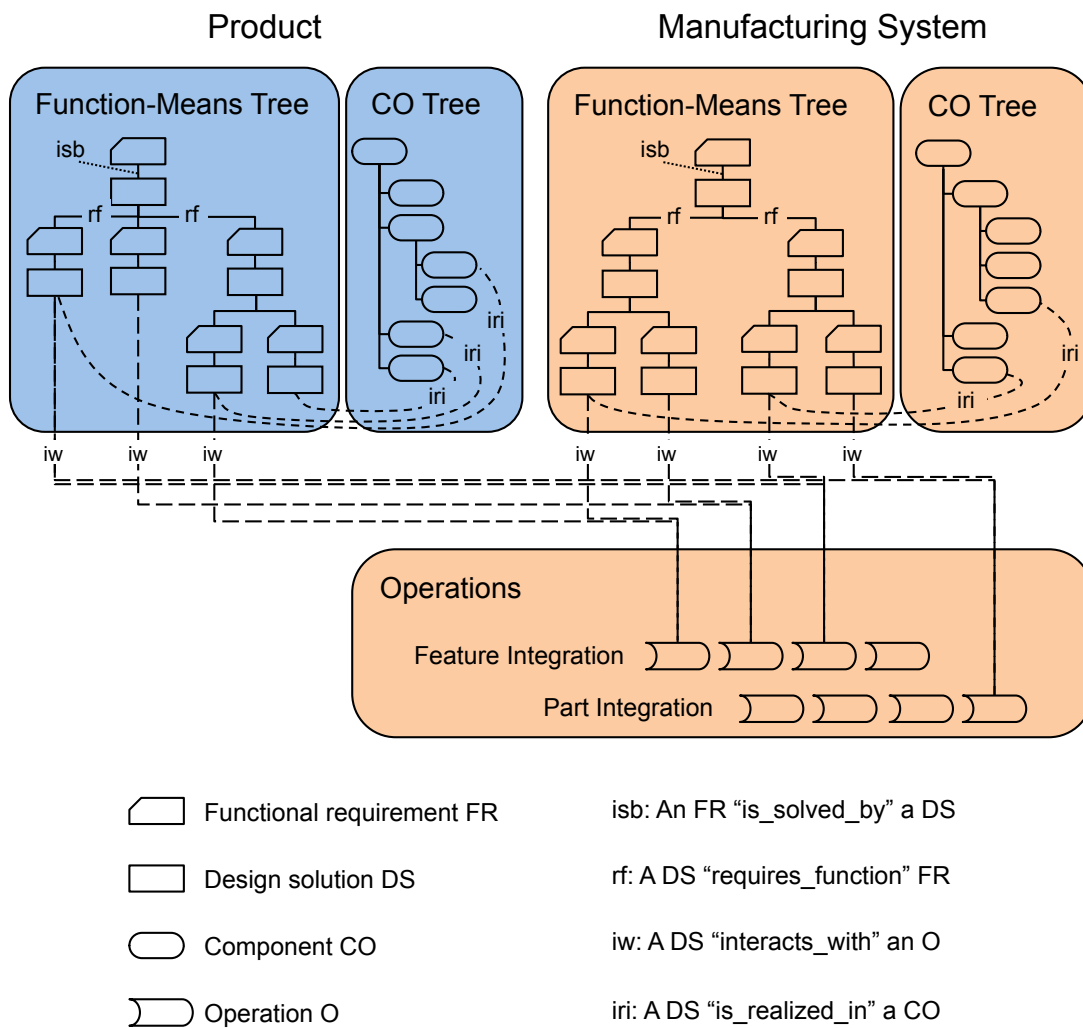 Product
Manufacturing System
Function-Means Tree
CO Tree
Function-Means Tree
CO Tree
isb
isb
rf
rf
rf
rf
iri
iri
iri
iri
iri
iw
iw
iw
iw
iw
iw
iw
Operations
Feature Integration
Part Integration
Functional requirement FR
isb: An FR “is_solved_by” a DS
Design solution DS
rf: A DS “requires_function” FR
Component CO
iw: A DS “interacts_with” an O
Operation O
iri: A DS “is_realized_in” a CO